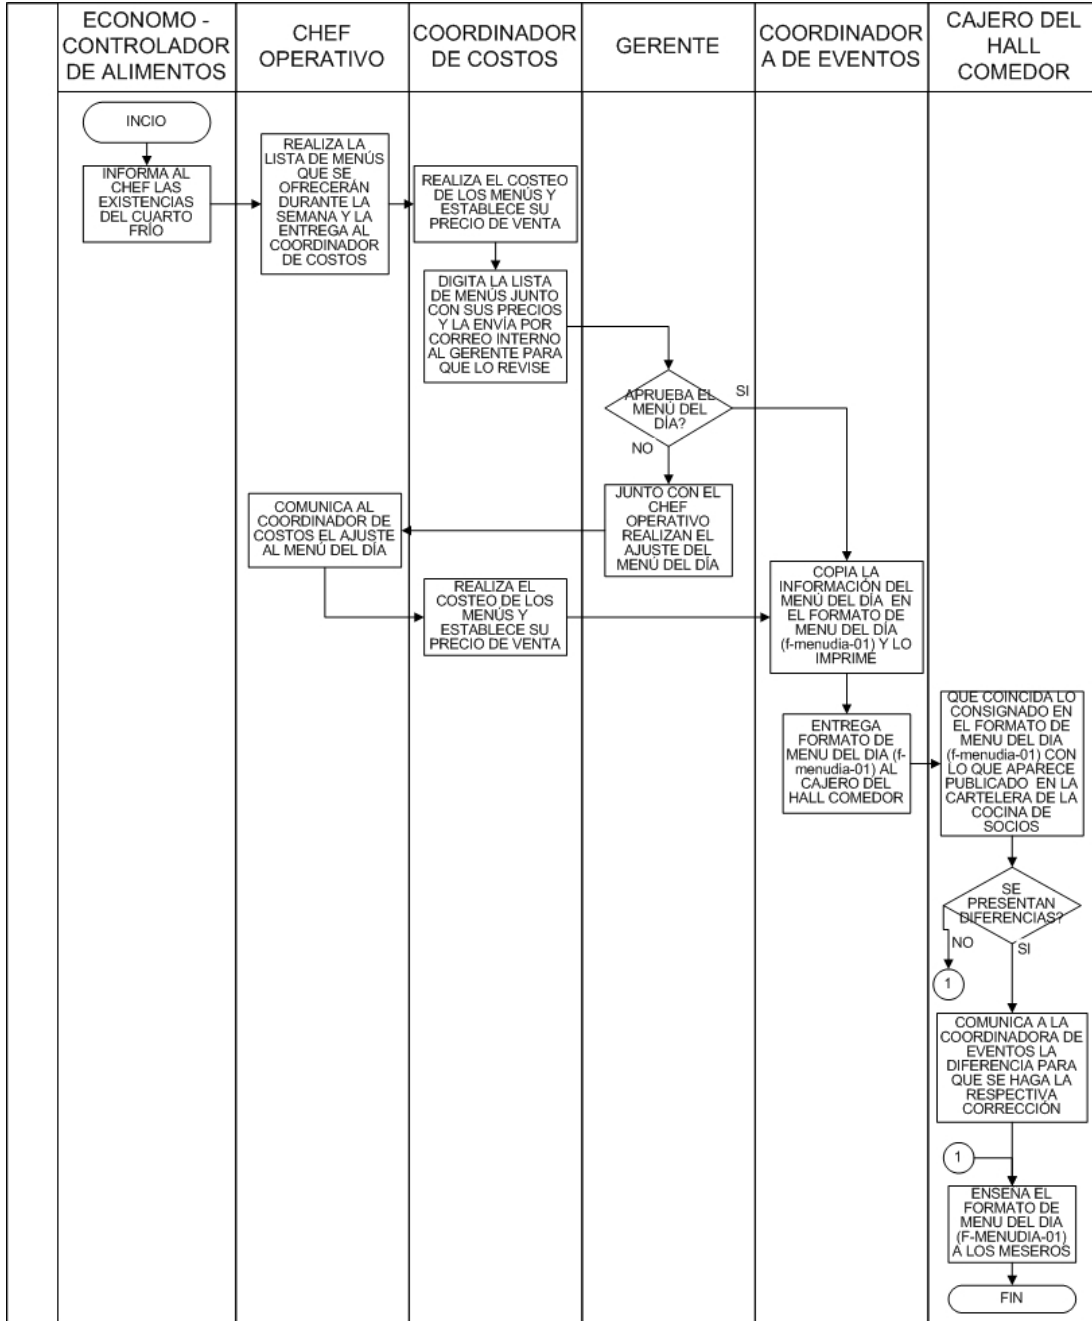 ECONOMO -
CONTROLADOR
DE ALIMENTOS
CHEF
OPERATIVO
COORDINADOR
DE COSTOS
GERENTE
COORDINADOR
A DE EVENTOS
CAJERO DEL
HALL
COMEDOR
INCIO
INFORMA AL
CHEF LAS
EXISTENCIAS
DEL CUARTO
FRÍO
REALIZA LA
LISTA DE MENÚS
QUE SE
OFRECERÁN
DURANTE LA
SEMANA Y LA
ENTREGA AL
COORDINADOR
DE COSTOS
REALIZA EL COSTEO
DE LOS MENÚS Y
ESTABLECE SU
PRECIO DE VENTA
DIGITA LA LISTA
DE MENÚS JUNTO
CON SUS PRECIOS
Y LA ENVÍA POR
CORREO INTERNO
AL GERENTE PARA
QUE LO REVISE
APRUEBA EL
MENÚ DEL
DÍA?
SI
NO
JUNTO CON EL
CHEF
OPERATIVO
REALIZAN EL
AJUSTE DEL
MENÚ DEL DÍA
COMUNICA AL
COORDINADOR DE
COSTOS EL AJUSTE
AL MENÚ DEL DÍA
REALIZA EL
COSTEO DE LOS
MENÚS Y
ESTABLECE SU
PRECIO DE VENTA
COPIA LA
INFORMACIÓN DEL
MENÚ DEL DÍA EN
EL FORMATO DE
MENU DEL DÍA
(f-menudia-01) Y LO
IMPRIME
ENTREGA
FORMATO DE
MENU DEL DIA (f-
menudia-01) AL
CAJERO DEL
HALL COMEDOR
QUE COINCIDA LO
CONSIGNADO EN
EL FORMATO DE
MENU DEL DIA
(f-menudia-01) CON
LO QUE APARECE
PUBLICADO EN LA
CARTELERA DE LA
COCINA DE
SOCIOS
SE
PRESENTAN
DIFERENCIAS?
NO
SI
1
COMUNICA A LA
COORDINADORA DE
EVENTOS LA
DIFERENCIA PARA
QUE SE HAGA LA
RESPECTIVA
CORRECCIÓN
1
ENSEÑA EL
FORMATO DE
MENU DEL DIA
(F-MENUDIA-01)
A LOS MESEROS
FIN